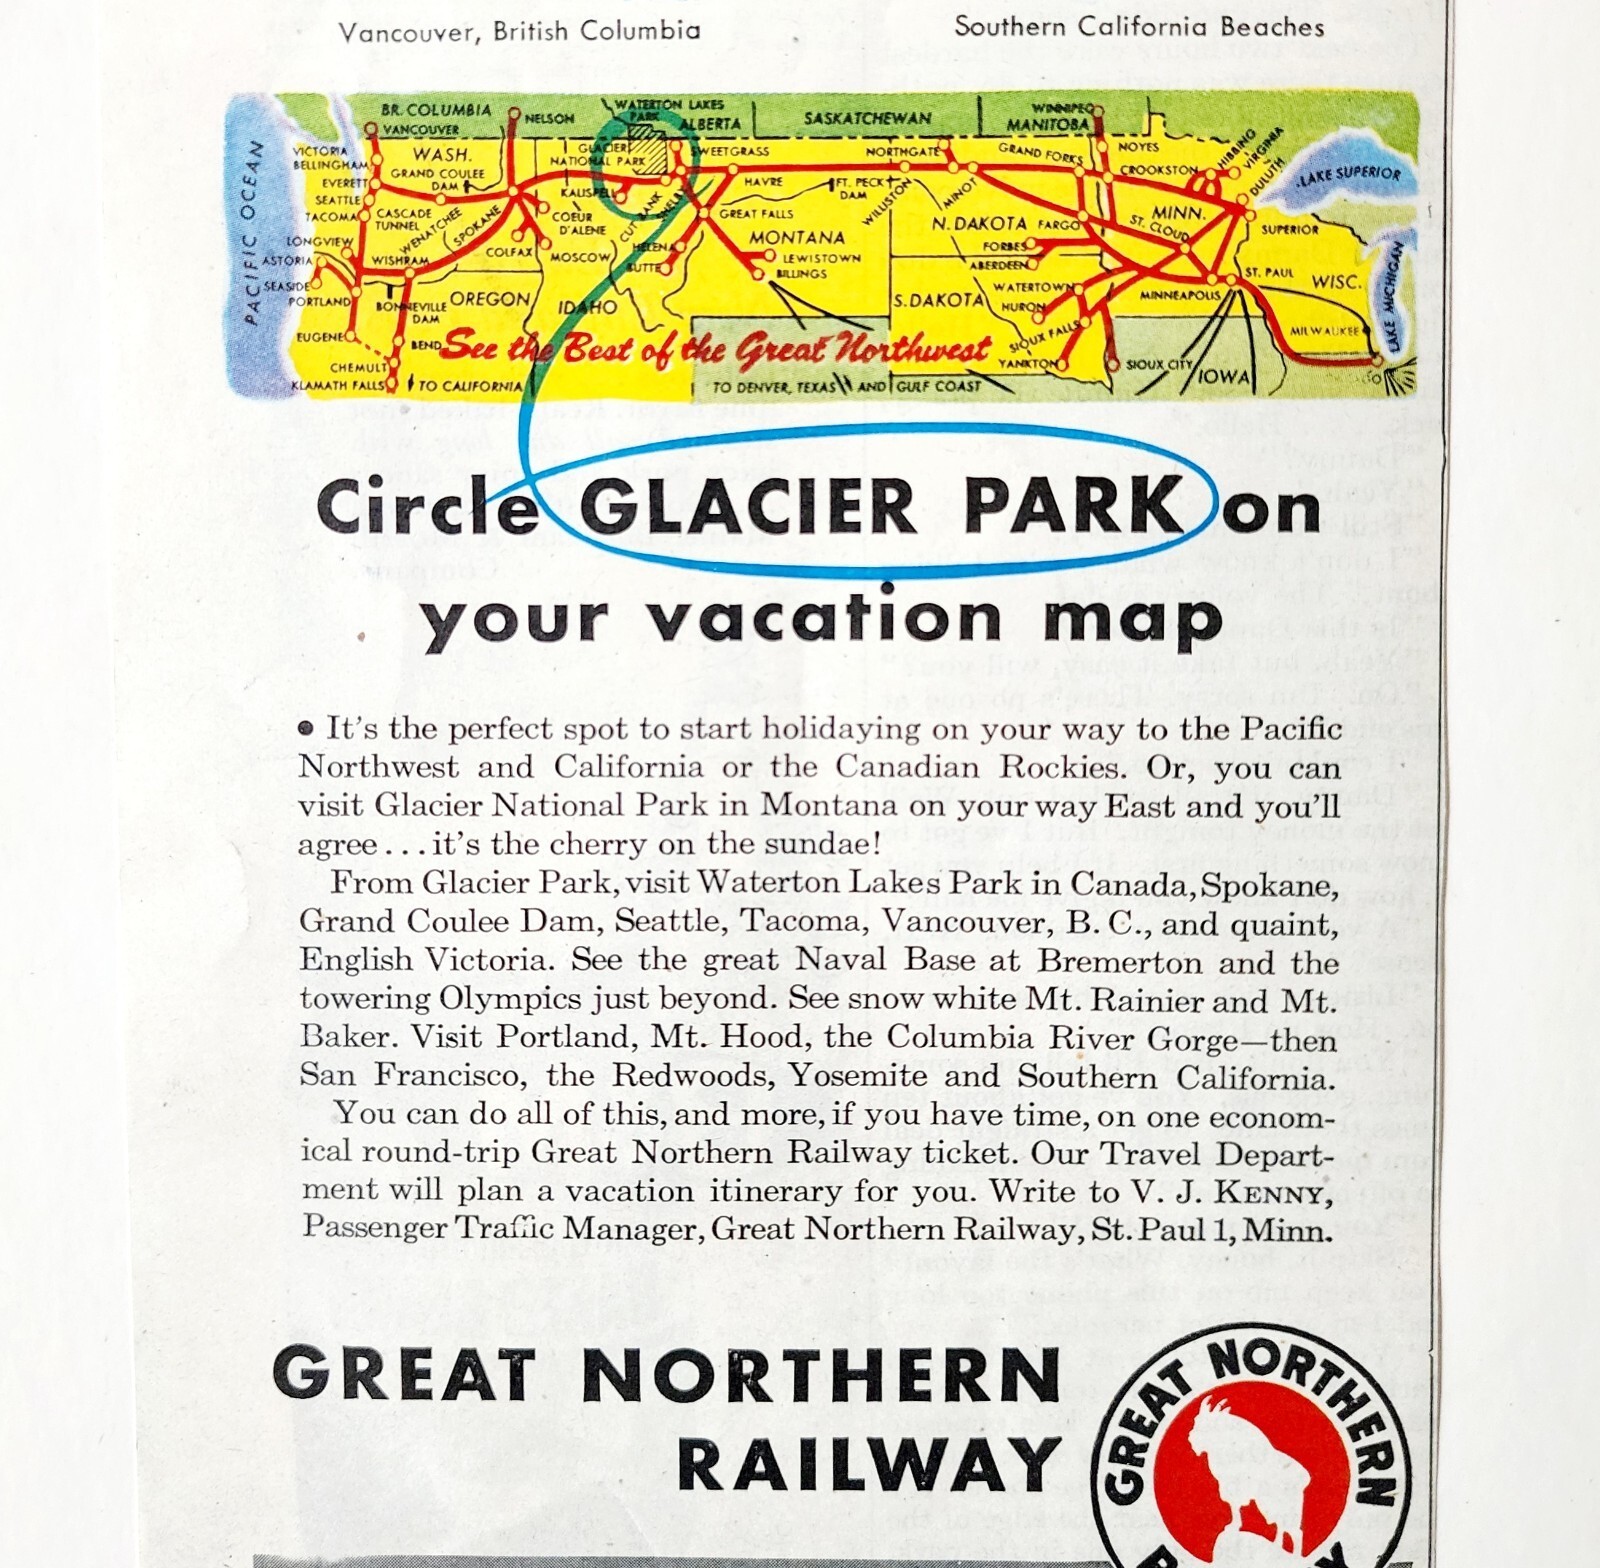 Vancouver, British Columbia
Southern California Beaches
PACIFIC OCEAN
BR. COLUMBIA
VANCOUVER
NELSON
WATERTON LAKES
PARK
ALBERTA
SASKATCHEWAN
WINNIPEG
MANITOBA
VICTORIA
BELLINGHAM
WASH.
GRAND COULEE
DAM
EVERETT
SEATTLE
TACOMA
CASCADE
TUNNEL
WENATCHEE
SPOKANE
GLACIER
NATIONAL PARK
KALISPELL
SWEETGRASS
CUT BANK
SHELBY
HAVRE
GREAT FALLS
COEUR
D'ALENE
COLFAX
MOSCOW
HELENA
BUTTE
MONTANA
LEWISTOWN
BILLINGS
FT. PECK
DAM
NORTHGATE
WILLISTON
MINOT
GRAND FORKS
NOYES
CROOKSTON
HIBBING
VIRGINIA
DULUTH
LAKE SUPERIOR
N. DAKOTA
FARGO
MINN.
ST. CLOUD
SUPERIOR
FORBES
ABERDEEN
LONGVIEW
ASTORIA
SEASIDE
PORTLAND
WISHRAM
BONNEVILLE
DAM
OREGON
IDAHO
S. DAKOTA
WATERTOWN
HURON
MINNEAPOLIS
ST. PAUL
WISC.
LAKE MICHIGAN
MILWAUKEE
EUGENE
BEND
CHEMULT
KLAMATH FALLS
TO CALIFORNIA
See the Best of the Great Northwest
SIOUX FALLS
YANKTON
SIOUX CITY
IOWA
TO DENVER, TEXAS AND GULF COAST
Circle GLACIER PARK on
your vacation map
• It's the perfect spot to start holidaying on your way to the Pacific
Northwest and California or the Canadian Rockies. Or, you can
visit Glacier National Park in Montana on your way East and you'll
agree...it's the cherry on the sundae!
From Glacier Park, visit Waterton Lakes Park in Canada, Spokane,
Grand Coulee Dam, Seattle, Tacoma, Vancouver, B. C., and quaint,
English Victoria. See the great Naval Base at Bremerton and the
towering Olympics just beyond. See snow white Mt. Rainier and Mt.
Baker. Visit Portland, Mt. Hood, the Columbia River Gorge—then
San Francisco, the Redwoods, Yosemite and Southern California.
You can do all of this, and more, if you have time, on one econom-
ical round-trip Great Northern Railway ticket. Our Travel Depart-
ment will plan a vacation itinerary for you. Write to V. J. KENNY,
Passenger Traffic Manager, Great Northern Railway, St. Paul 1, Minn.
GREAT NORTHERN
RAILWAY
GREAT NORTHERN